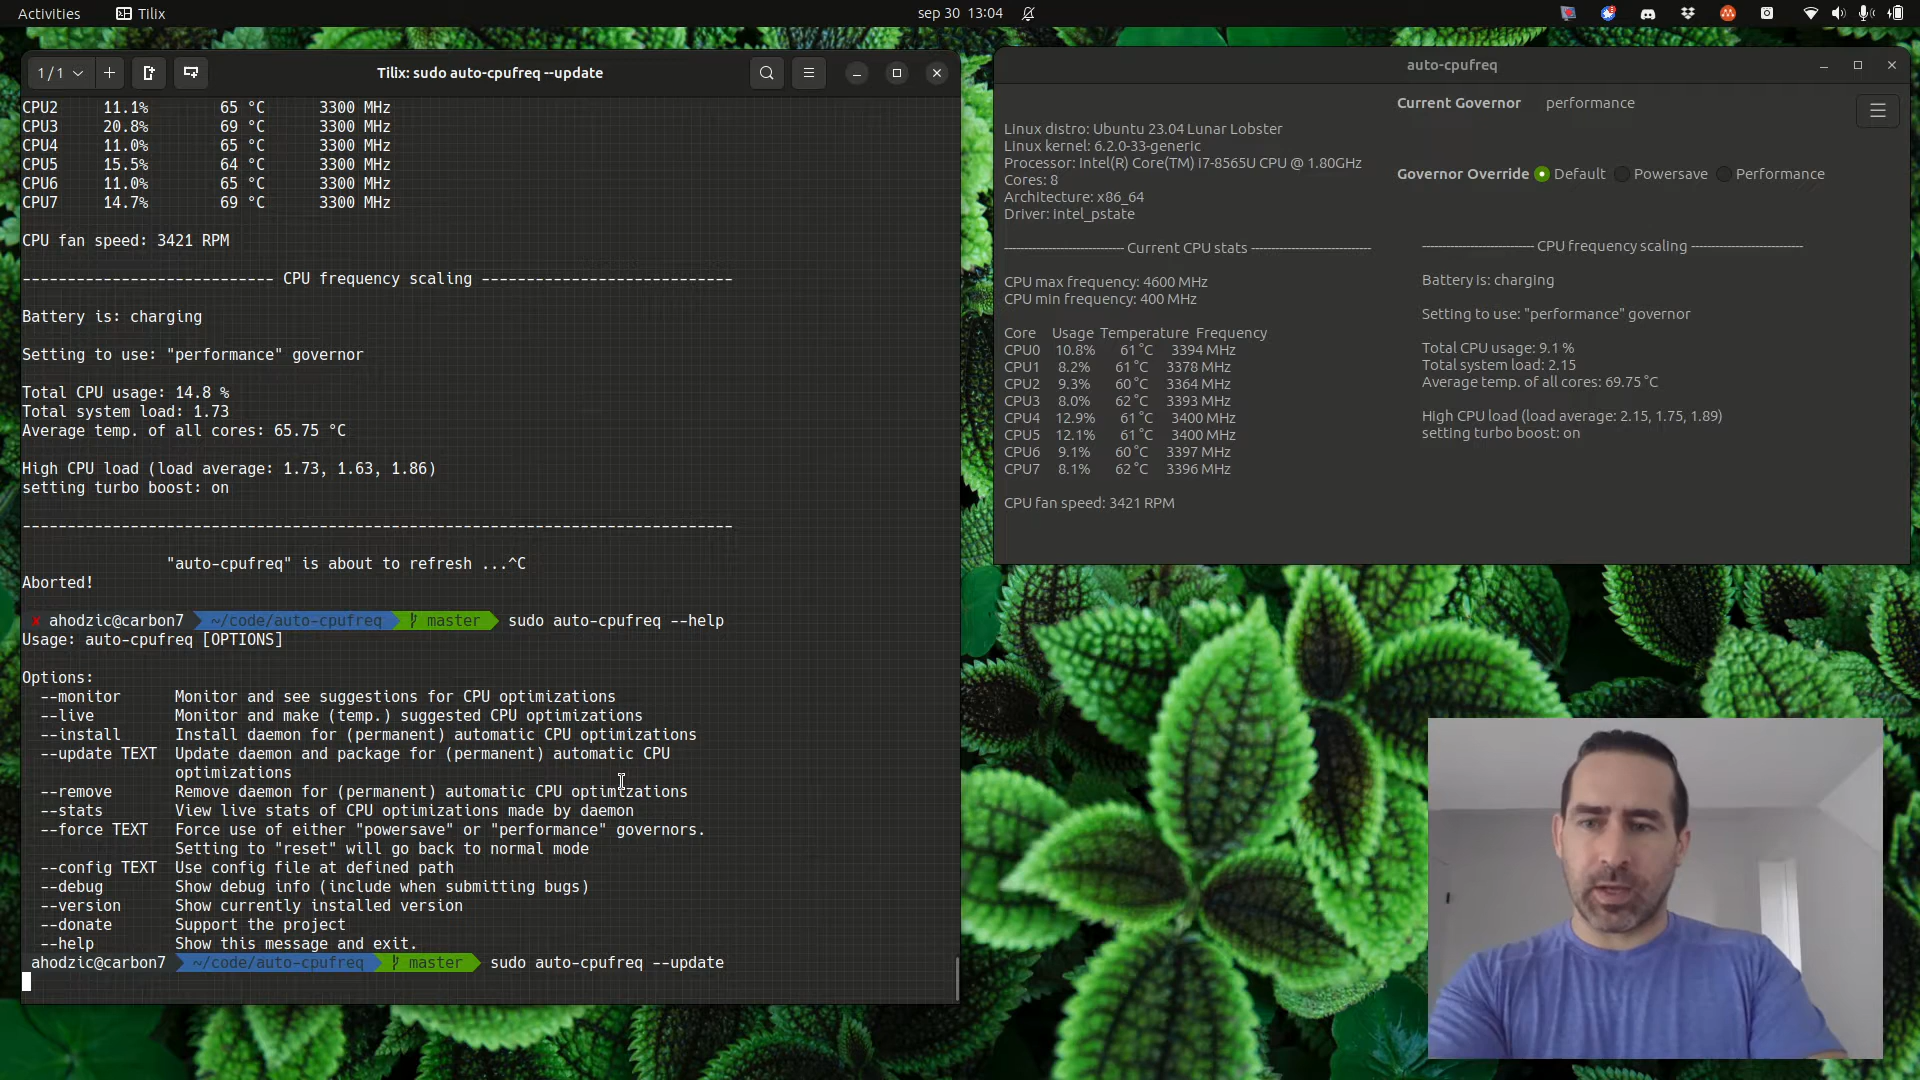 Activities
Tilix
sep 30 13:04
1 / 1
Tilix: sudo auto-cpufreq --update
CPU2 11.1% 65 °C 3300 MHz
CPU3 20.8% 69 °C 3300 MHz
CPU4 11.0% 65 °C 3300 MHz
CPU5 15.5% 64 °C 3300 MHz
CPU6 11.0% 65 °C 3300 MHz
CPU7 14.7% 69 °C 3300 MHz
CPU fan speed: 3421 RPM
---------------------------- CPU frequency scaling ----------------------------
Battery is: charging
Setting to use: "performance" governor
Total CPU usage: 14.8 %
Total system load: 1.73
Average temp. of all cores: 65.75 °C
High CPU load (load average: 1.73, 1.63, 1.86)
setting turbo boost: on
-------------------------------------------------------------------------------
"auto-cpufreq" is about to refresh ...^C
Aborted!
✘ ahodzic@carbon7 ~/code/auto-cpufreq master sudo auto-cpufreq --help
Usage: auto-cpufreq [OPTIONS]
Options:
--monitor Monitor and see suggestions for CPU optimizations
--live Monitor and make (temp.) suggested CPU optimizations
--install Install daemon for (permanent) automatic CPU optimizations
--update TEXT Update daemon and package for (permanent) automatic CPU
optimizations
--remove Remove daemon for (permanent) automatic CPU optimizations
--stats View live stats of CPU optimizations made by daemon
--force TEXT Force use of either "powersave" or "performance" governors.
Setting to "reset" will go back to normal mode
--config TEXT Use config file at defined path
--debug Show debug info (include when submitting bugs)
--version Show currently installed version
--donate Support the project
--help Show this message and exit.
ahodzic@carbon7 ~/code/auto-cpufreq master sudo auto-cpufreq --update
auto-cpufreq
Linux distro: Ubuntu 23.04 Lunar Lobster
Linux kernel: 6.2.0-33-generic
Processor: Intel(R) Core(TM) i7-8565U CPU @ 1.80GHz
Cores: 8
Architecture: x86_64
Driver: intel_pstate
------------------------------ Current CPU stats ------------------------------
CPU max frequency: 4600 MHz
CPU min frequency: 400 MHz
Core Usage Temperature Frequency
CPU0 10.8% 61 °C 3394 MHz
CPU1 8.2% 61 °C 3378 MHz
CPU2 9.3% 60 °C 3364 MHz
CPU3 8.0% 62 °C 3393 MHz
CPU4 12.9% 61 °C 3400 MHz
CPU5 12.1% 61 °C 3400 MHz
CPU6 9.1% 60 °C 3397 MHz
CPU7 8.1% 62 °C 3396 MHz
CPU fan speed: 3421 RPM
Current Governor performance
Governor Override Default Powersave Performance
---------------------------- CPU frequency scaling ----------------------------
Battery is: charging
Setting to use: "performance" governor
Total CPU usage: 9.1 %
Total system load: 2.15
Average temp. of all cores: 69.75 °C
High CPU load (load average: 2.15, 1.75, 1.89)
setting turbo boost: on